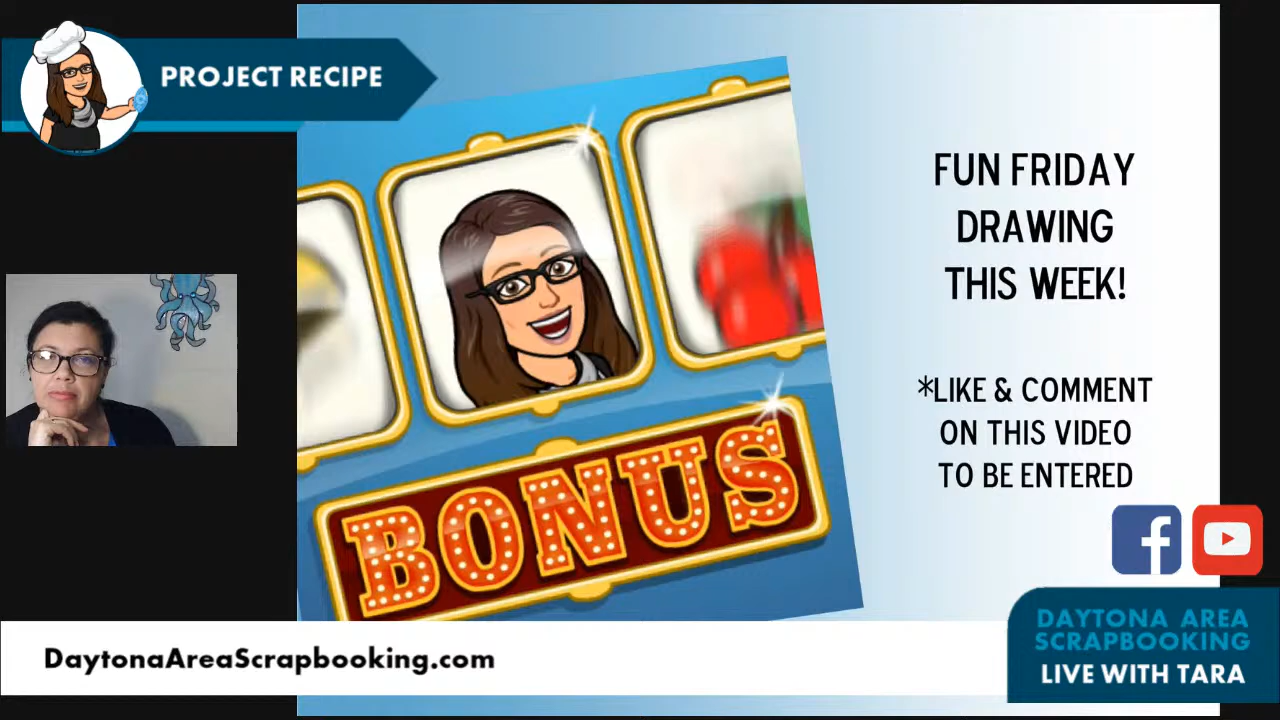 PROJECT RECIPE
FUN FRIDAY
DRAWING
THIS WEEK!
*LIKE & COMMENT
ON THIS VIDEO
TO BE ENTERED
BONUS
DaytonaAreaScrapbooking.com
DAYTONA AREA
SCRAPBOOKING
LIVE WITH TARA